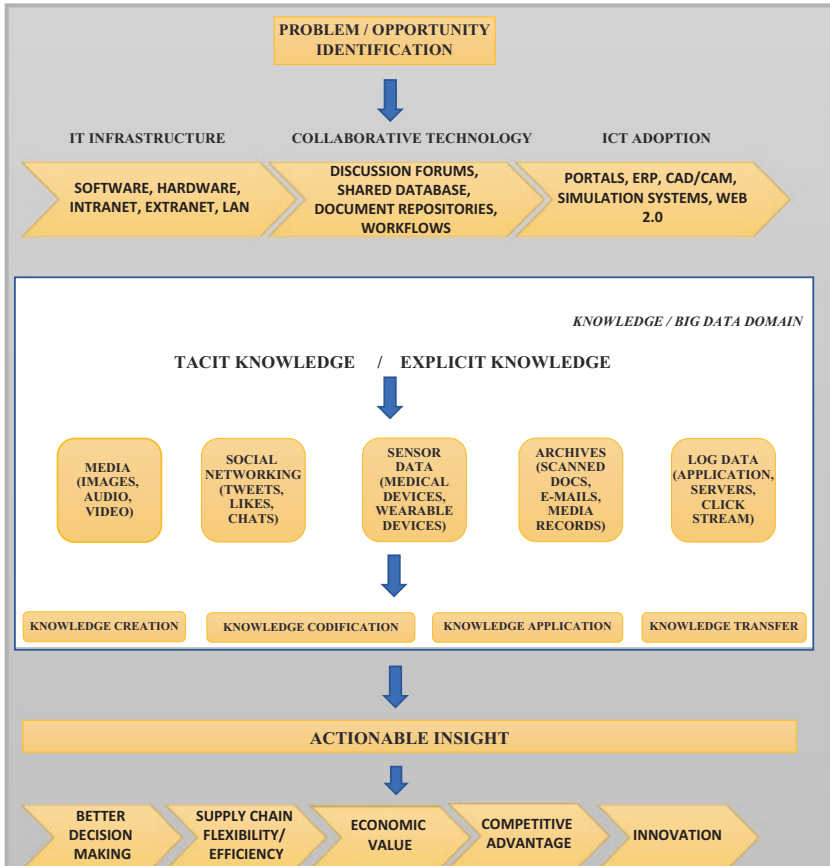 PROBLEM / OPPORTUNITY
IDENTIFICATION
IT INFRASTRUCTURE
COLLABORATIVE TECHNOLOGY
ICT ADOPTION
SOFTWARE, HARDWARE,
INTRANET, EXTRANET, LAN
DISCUSSION FORUMS,
SHARED DATABASE,
DOCUMENT REPOSITORIES,
WORKFLOWS
PORTALS, ERP, CAD/CAM,
SIMULATION SYSTEMS, WEB
2.0
KNOWLEDGE / BIG DATA DOMAIN
TACIT KNOWLEDGE / EXPLICIT KNOWLEDGE
MEDIA
(IMAGES,
AUDIO,
VIDEO)
SOCIAL
NETWORKING
(TWEETS,
LIKES,
CHATS)
SENSOR
DATA
(MEDICAL
DEVICES,
WEARABLE
DEVICES)
ARCHIVES
(SCANNED
DOCS,
E-MAILS,
MEDIA
RECORDS)
LOG DATA
(APPLICATION,
SERVERS,
CLICK
STREAM)
KNOWLEDGE CREATION
KNOWLEDGE CODIFICATION
KNOWLEDGE APPLICATION
KNOWLEDGE TRANSFER
ACTIONABLE INSIGHT
BETTER
DECISION
MAKING
SUPPLY CHAIN
FLEXIBILITY/
EFFICIENCY
ECONOMIC
VALUE
COMPETITIVE
ADVANTAGE
INNOVATION